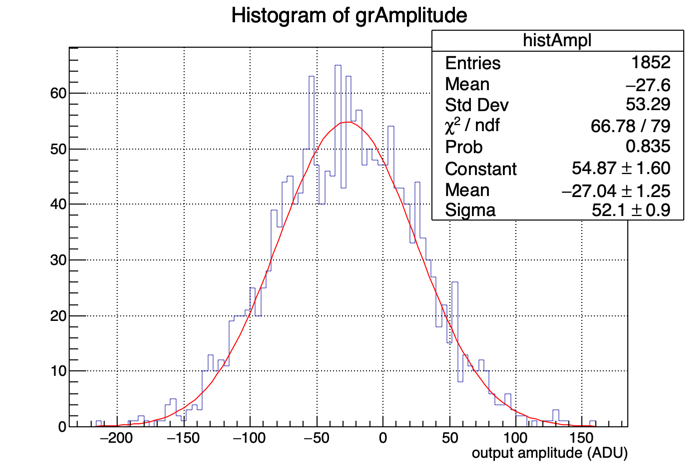 Histogram of grAmplitude
histAmpl
Entries 1852
Mean −27.6
Std Dev 53.29
χ² / ndf 66.78 / 79
Prob 0.835
Constant 54.87 ± 1.60
Mean −27.04 ± 1.25
Sigma 52.1 ± 0.9
60
50
40
30
20
10
0
−200 −150 −100 −50 0 50 100 150
output amplitude (ADU)